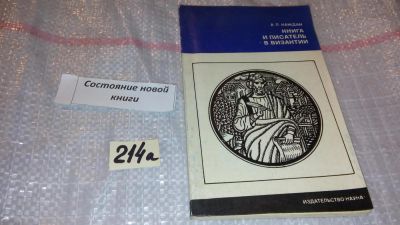 А. П. КАЖДАН
КНИГА
И ПИСАТЕЛЬ
В ВИЗАНТИИ
Состояние новой
книги
214а
ИЗДАТЕЛЬСТВО НАУКА